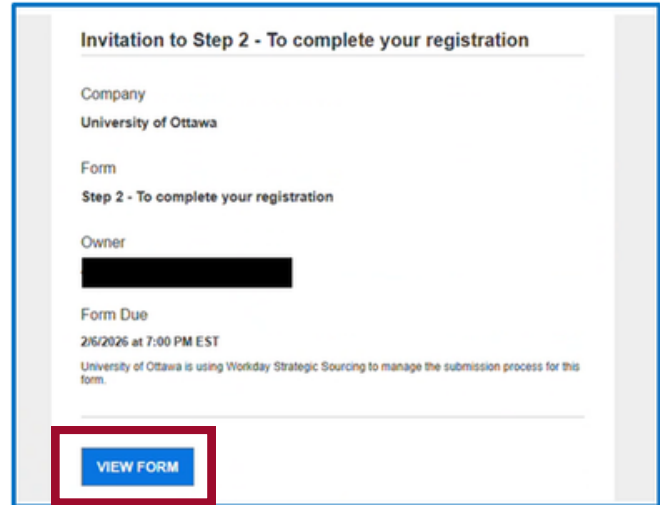 Invitation to Step 2 - To complete your registration
Company
University of Ottawa
Form
Step 2 - To complete your registration
Owner
Form Due
2/6/2026 at 7:00 PM EST
University of Ottawa is using Workday Strategic Sourcing to manage the submission process for this
form.
VIEW FORM